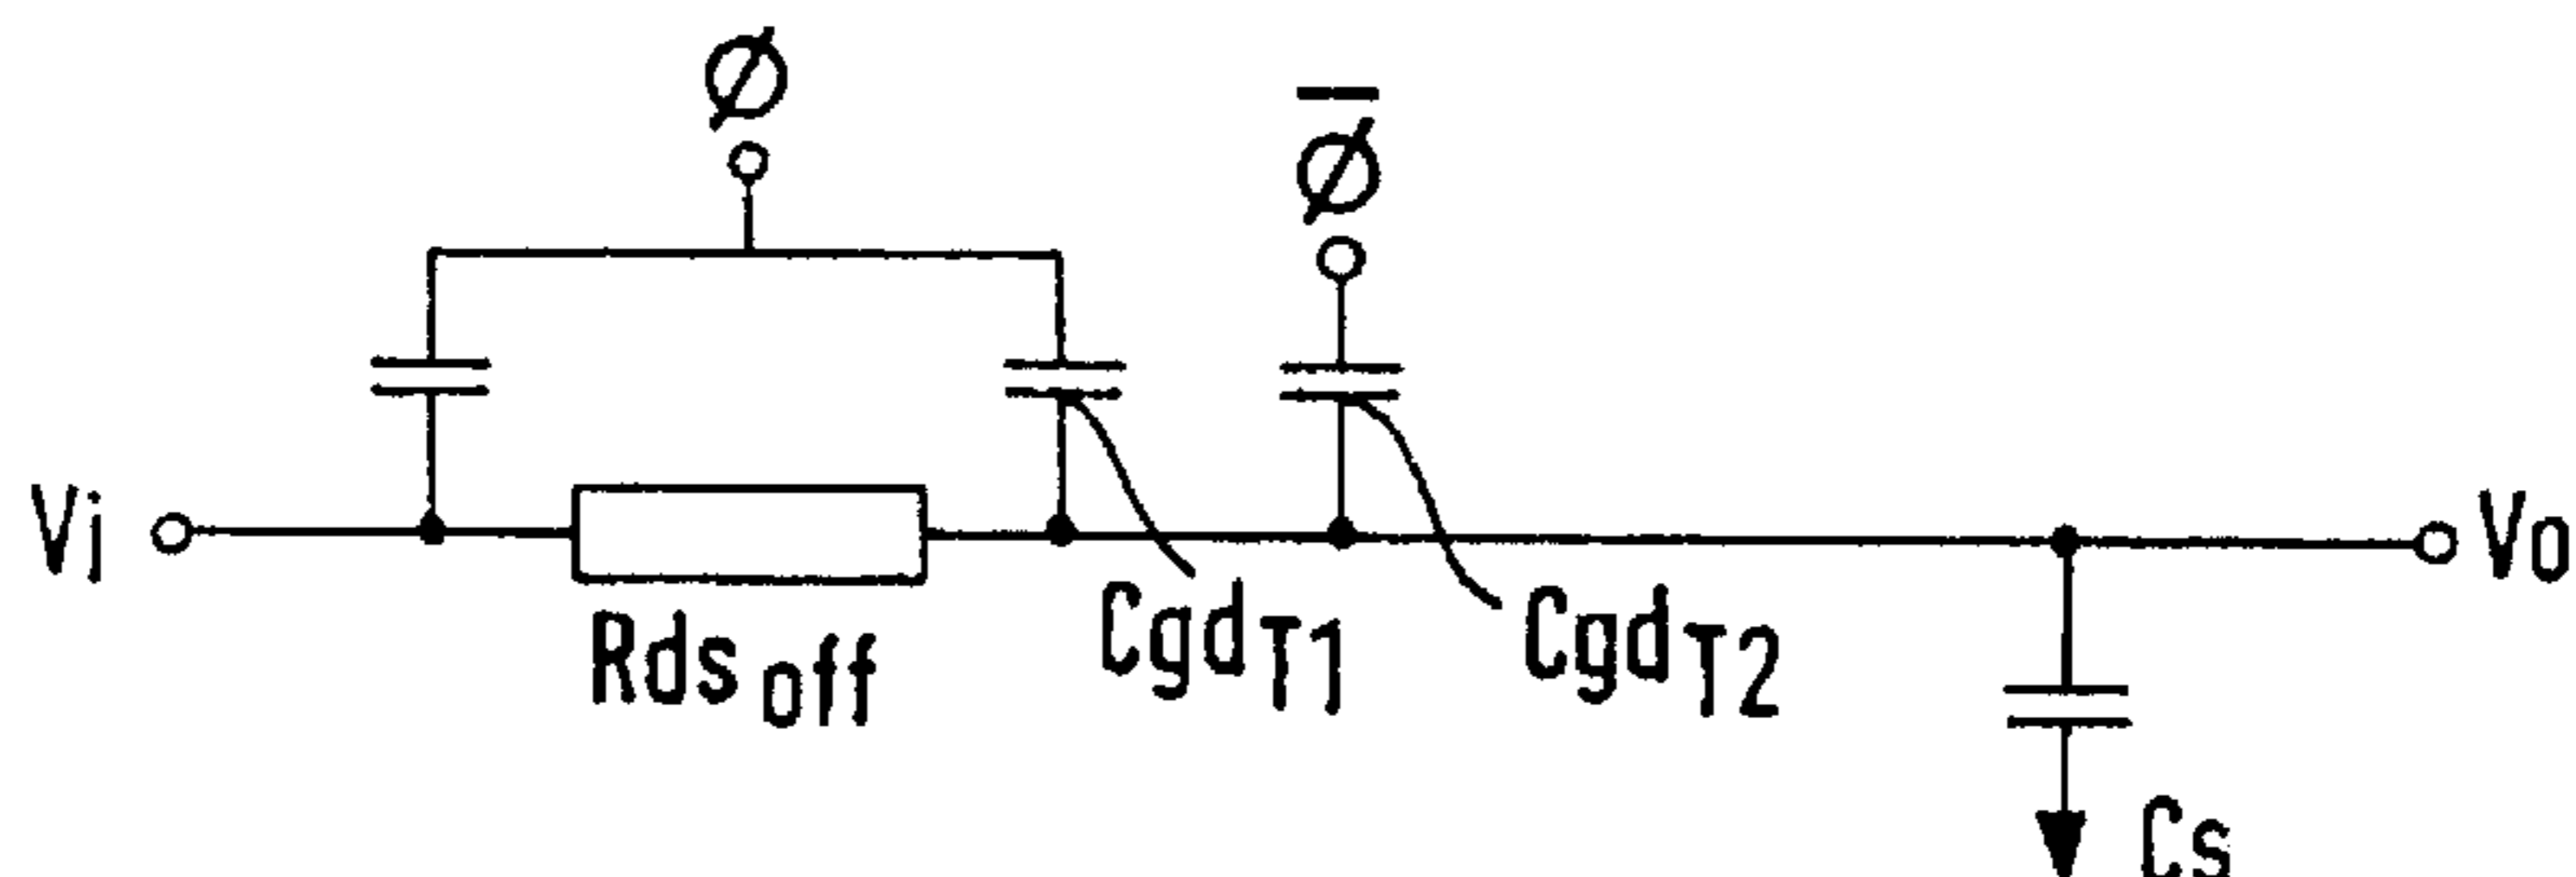 Ø
Ø̅
Vi
Vo
Rds off
Cgd T1
Cgd T2
Cs